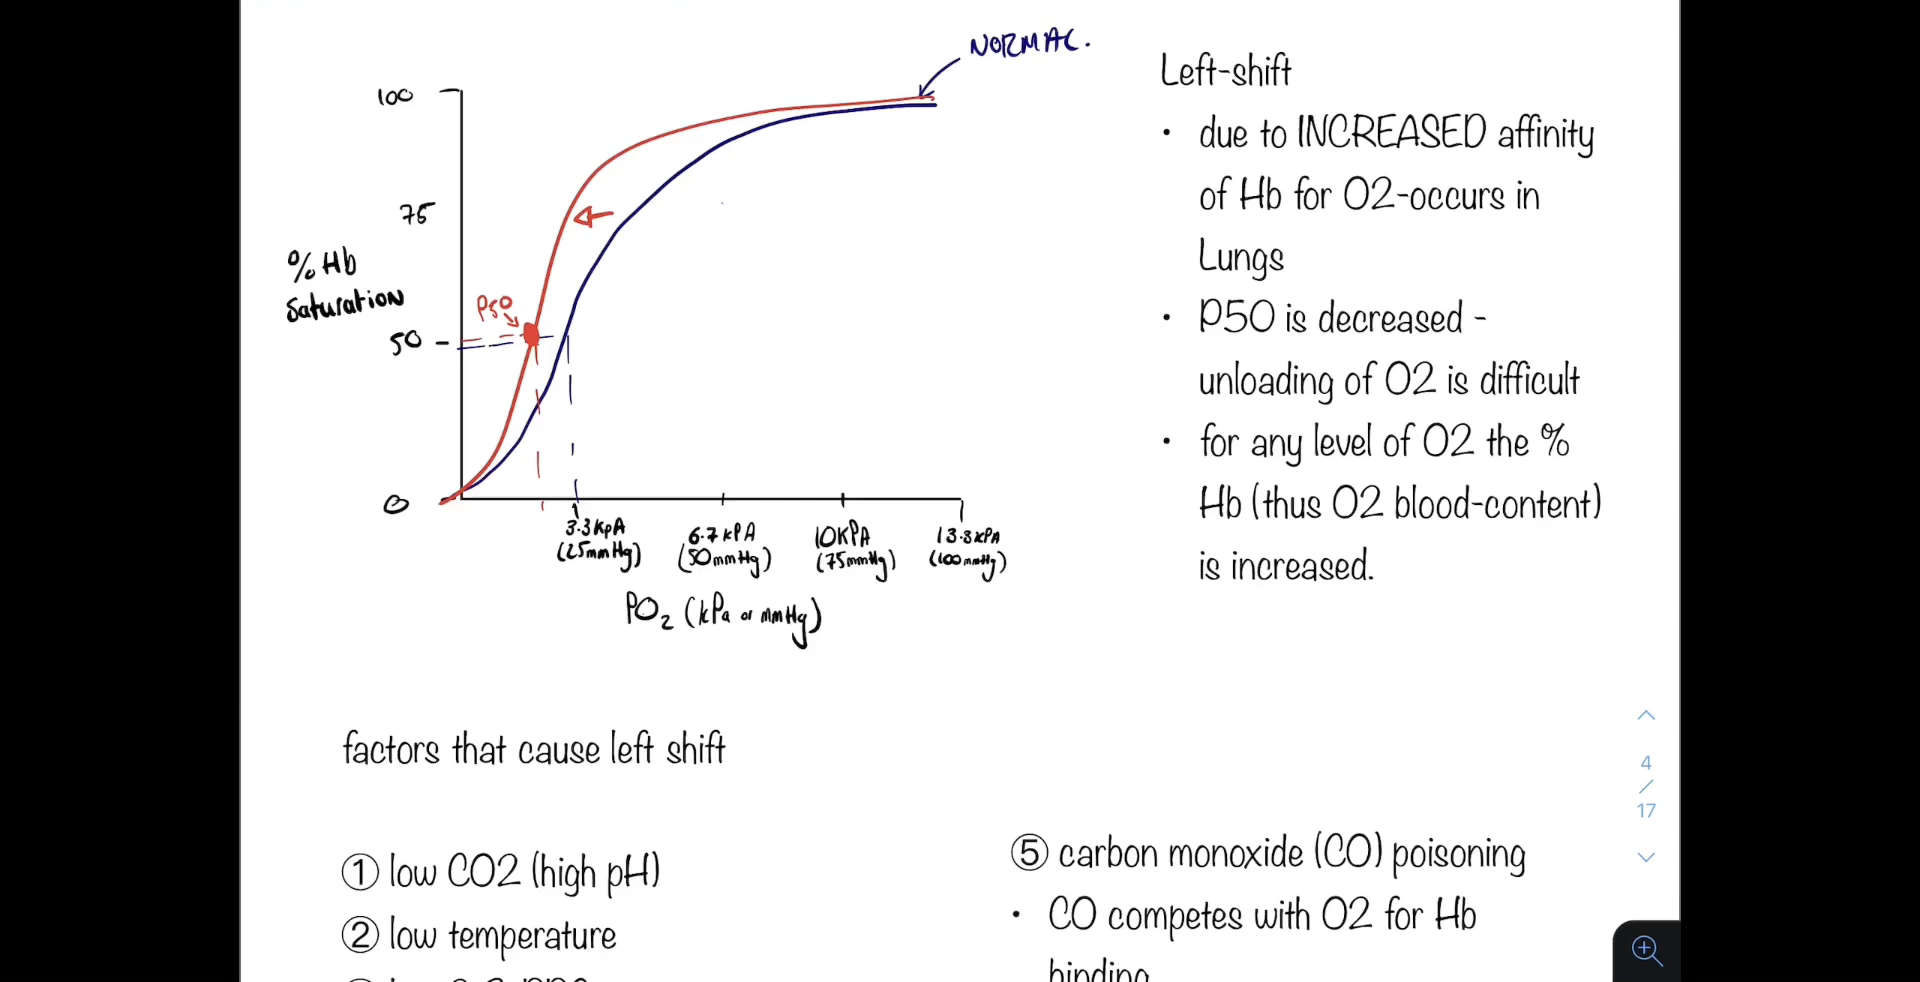 NORMAL.
100
75
% Hb
Saturation
P50
50
0
3.3kpA
(25mmHg)
6.7kPA
(50mmHg)
10KPA
(75mmHg)
13.3kPA
(100mmHg)
PO2 (kPa or mmHg)
Left-shift
• due to INCREASED affinity
of Hb for O2-occurs in
Lungs
• P50 is decreased -
unloading of O2 is difficult
• for any level of O2 the %
Hb (thus O2 blood-content)
is increased.
factors that cause left shift
① low CO2 (high pH)
② low temperature
⑤ carbon monoxide (CO) poisoning
• CO competes with O2 for Hb
binding
4
/
17